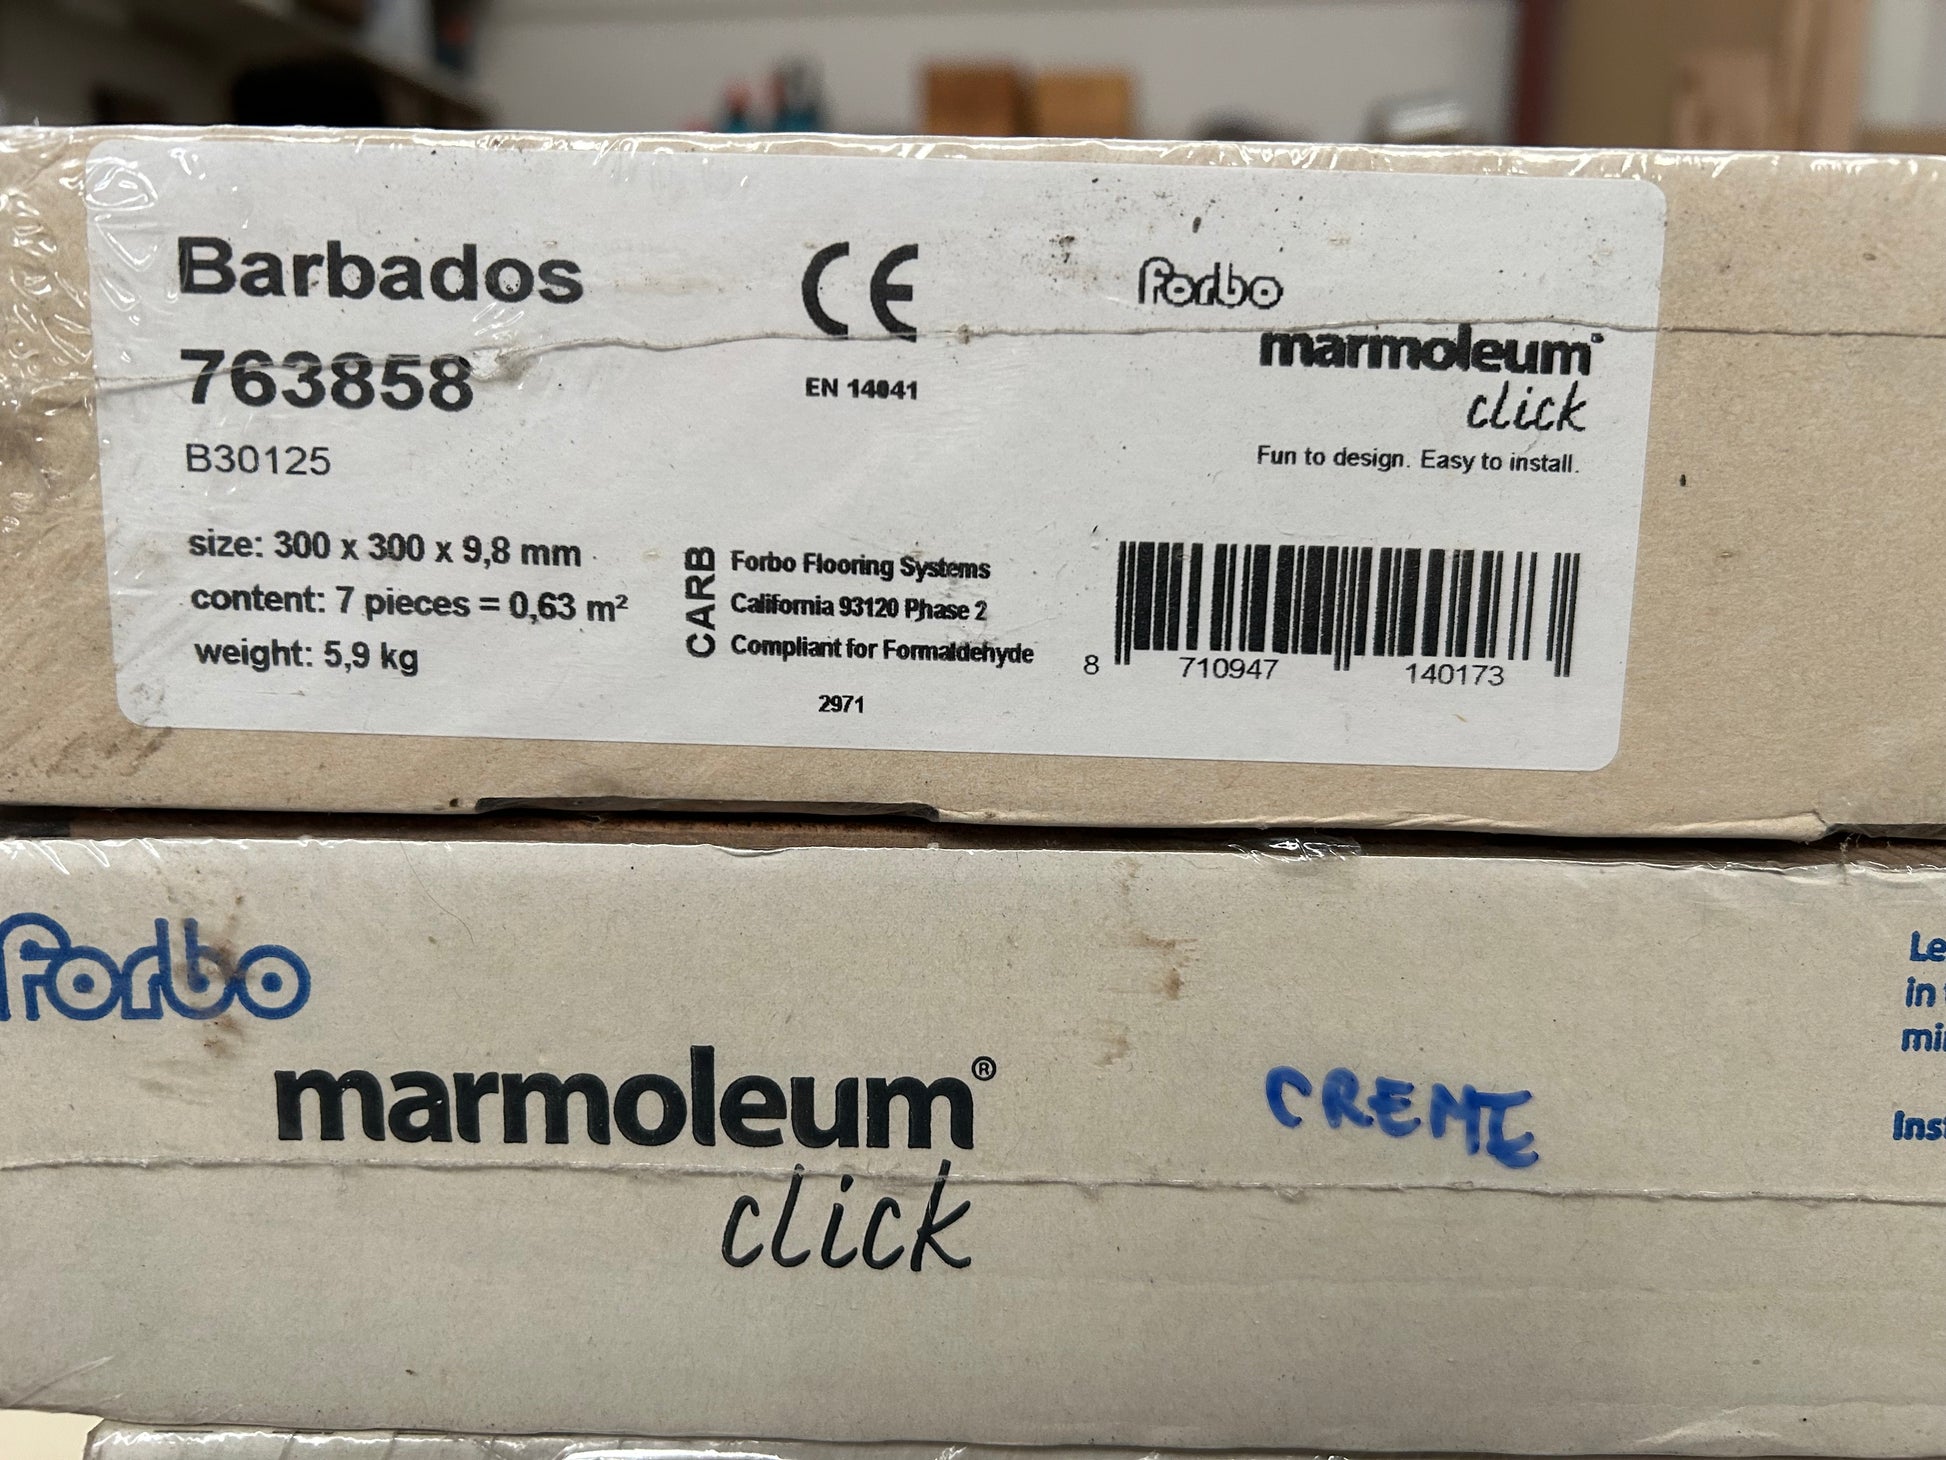 Barbados
763858
B30125
size: 300 x 300 x 9,8 mm
content: 7 pieces = 0,63 m²
weight: 5,9 kg
CE
EN 14041
CARB
Forbo Flooring Systems
California 93120 Phase 2
Compliant for Formaldehyde
2971
forbo
marmoleum®
click
Fun to design. Easy to install.
8 710947 140173
forbo
marmoleum®
click
CREME
in